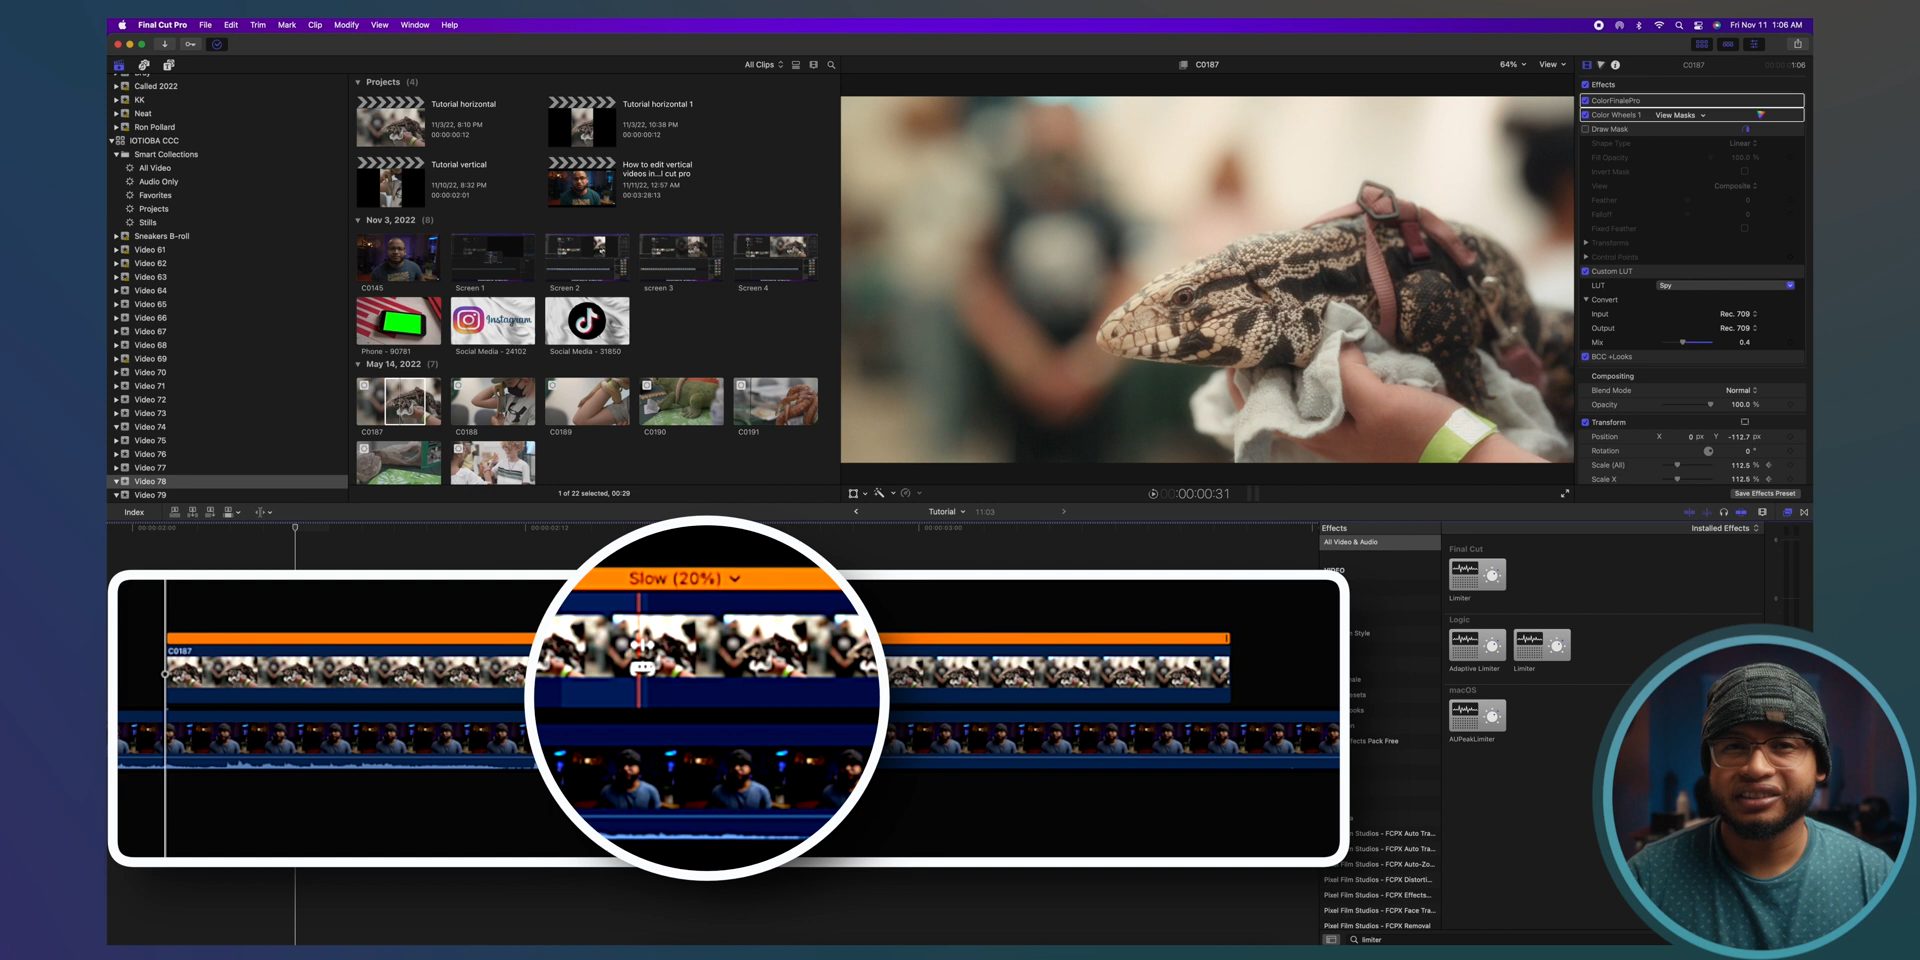 Final Cut Pro File Edit Trim Mark Clip Modify View Window Help
Fri Nov 11 1:06 AM
All Clips
C0187
64%
View
C0187
1:06
Called 2022
KK
Neat
Ron Pollard
IOTIOBA CCC
Smart Collections
All Video
Audio Only
Favorites
Projects
Stills
Sneakers B-roll
Video 61
Video 62
Video 63
Video 64
Video 65
Video 66
Video 67
Video 68
Video 69
Video 70
Video 71
Video 72
Video 73
Video 74
Video 75
Video 76
Video 77
Video 78
Video 79
Projects (4)
Tutorial horizontal
11/3/22, 8:10 PM
00:00:00:12
Tutorial horizontal 1
11/3/22, 10:38 PM
00:00:00:12
Tutorial vertical
11/10/22, 8:32 PM
00:00:02:01
How to edit vertical
videos in...l cut pro
11/11/22, 12:57 AM
00:03:28:13
Nov 3, 2022 (8)
C0145
Screen 1
Screen 2
screen 3
Screen 4
Instagram
Phone - 90781
Social Media - 24102
Social Media - 31850
May 14, 2022 (7)
C0187
C0188
C0189
C0190
C0191
1 of 22 selected, 00:29
00:00:00:31
Effects
ColorFinalePro
Color Wheels 1 View Masks
Draw Mask
Shape Type Linear
Fill Opacity 100.0 %
Invert Mask
View Composite
Feather 0
Falloff 0
Fixed Feather
Transforms
Control Points
Custom LUT
LUT Spy
Convert
Input Rec. 709
Output Rec. 709
Mix 0.4
BCC +Looks
Compositing
Blend Mode Normal
Opacity 100.0 %
Transform
Position X 0 px Y -112.7 px
Rotation 0 °
Scale (All) 112.5 %
Scale X 112.5 %
Save Effects Preset
Index
Tutorial
11:03
00:00:02:00
00:00:02:12
00:00:03:00
Slow (20%)
C0187
Effects
Installed Effects
All Video & Audio
VIDEO
n Style
ale
esets
ooks
n
fects Pack Free
s
m Studios - FCPX Auto Tra...
m Studios - FCPX Auto Tra...
lm Studios - FCPX Auto-Zo...
Pixel Film Studios - FCPX Distorti...
Pixel Film Studios - FCPX Effects...
Pixel Film Studios - FCPX Face Tra...
Pixel Film Studios - FCPX Removal
limiter
Final Cut
Limiter
Logic
Adaptive Limiter
Limiter
macOS
AUPeakLimiter